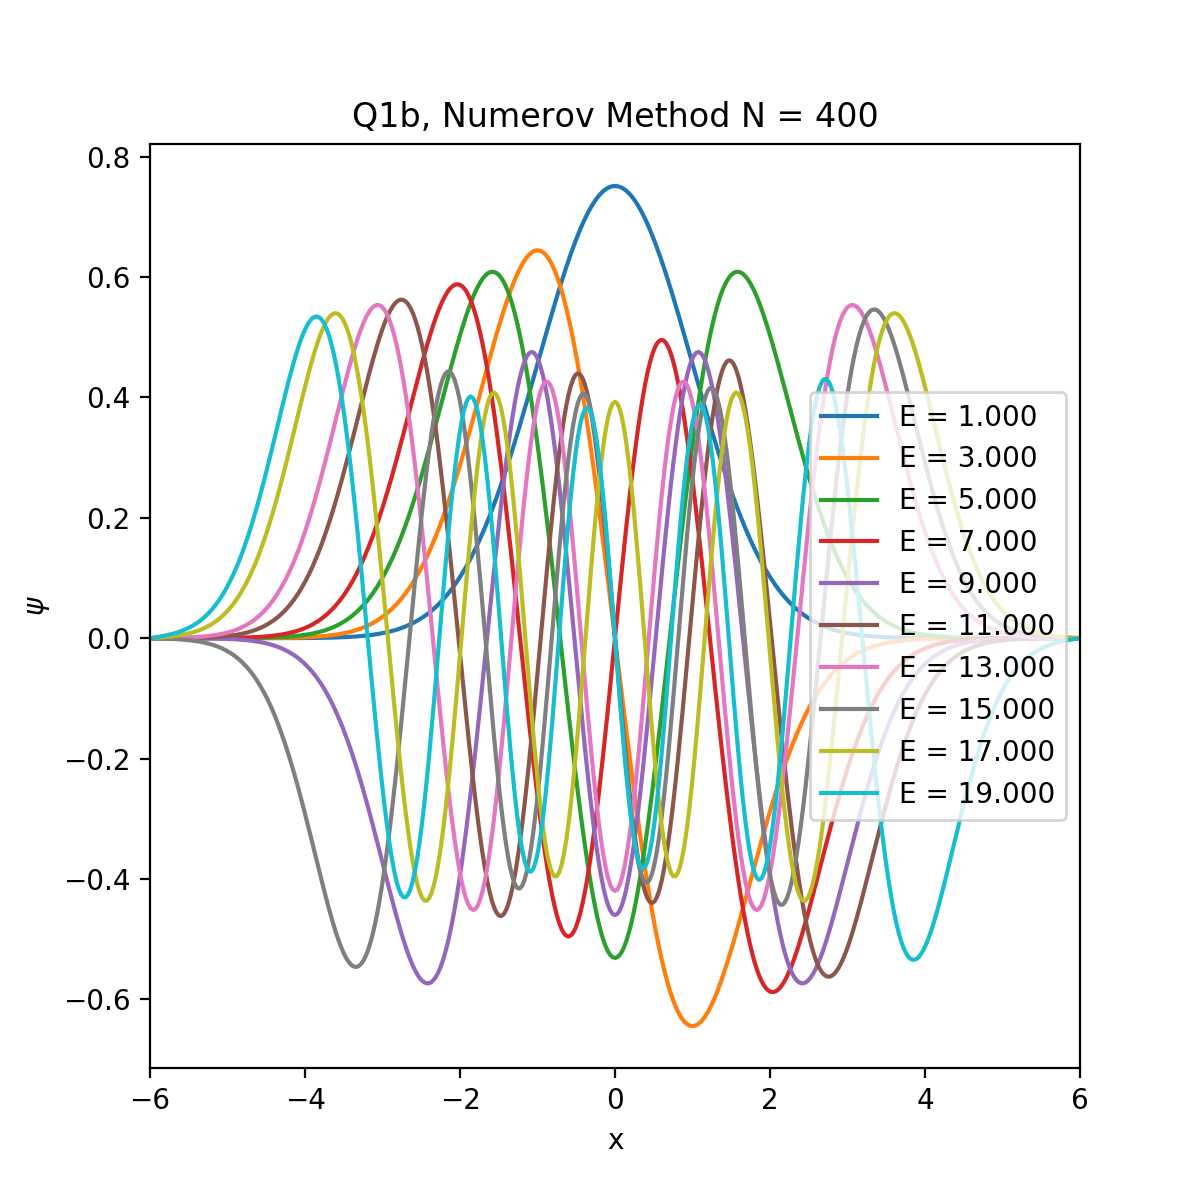 Q1b, Numerov Method N = 400
0.8
0.6
0.4
0.2
0.0
−0.2
−0.4
−0.6
ψ
E = 1.000
E = 3.000
E = 5.000
E = 7.000
E = 9.000
E = 11.000
E = 13.000
E = 15.000
E = 17.000
E = 19.000
−6 −4 −2 0 2 4 6
x